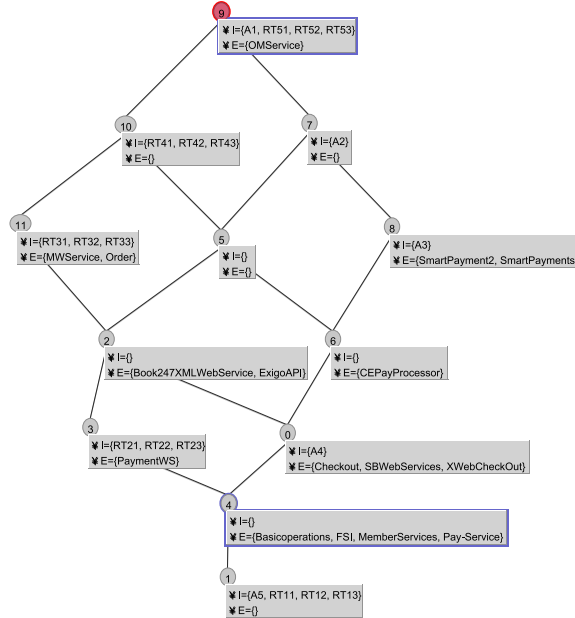 9
¥ I={A1, RT51, RT52, RT53}
¥ E={OMService}
10
¥ I={RT41, RT42, RT43}
¥ E={}
7
¥ I={A2}
¥ E={}
11
¥ I={RT31, RT32, RT33}
¥ E={MWService, Order}
5
¥ I={}
¥ E={}
8
¥ I={A3}
¥ E={SmartPayment2, SmartPayments
2
¥ I={}
¥ E={Book247XMLWebService, ExigoAPI}
6
¥ I={}
¥ E={CEPayProcessor}
3
¥ I={RT21, RT22, RT23}
¥ E={PaymentWS}
0
¥ I={A4}
¥ E={Checkout, SBWebServices, XWebCheckOut}
4
¥ I={}
¥ E={Basicoperations, FSI, MemberServices, Pay-Service}
1
¥ I={A5, RT11, RT12, RT13}
¥ E={}